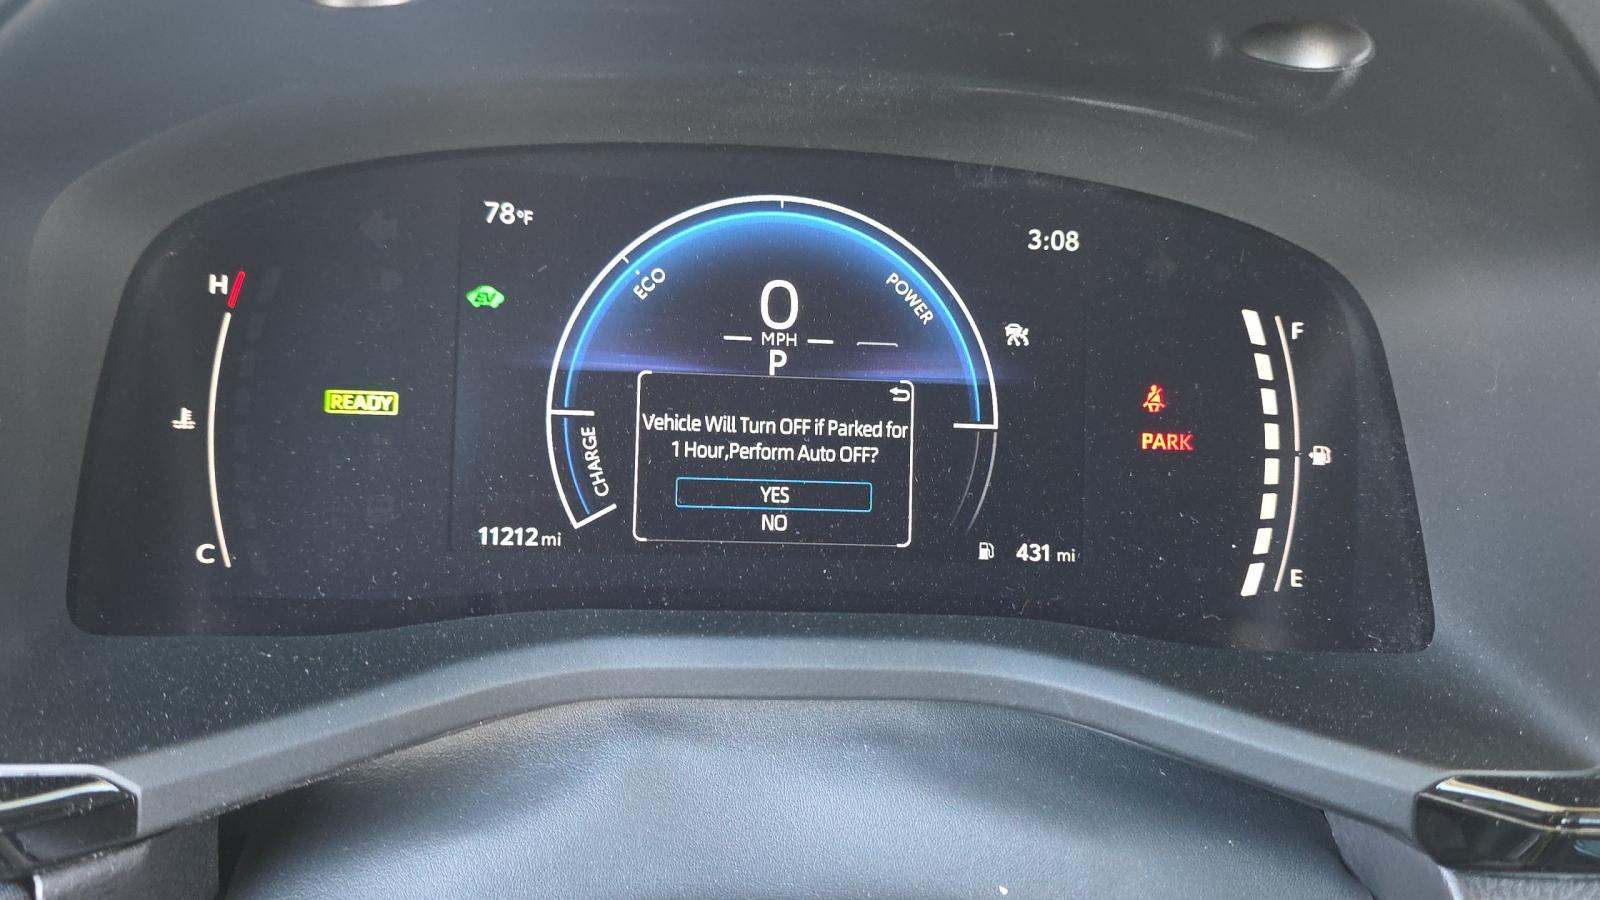 78°F
3:08
H
EV
ECO
POWER
0
MPH
P
F
READY
Vehicle Will Turn OFF if Parked for
1 Hour,Perform Auto OFF?
YES
NO
CHARGE
PARK
C
11212 mi
431 mi
E